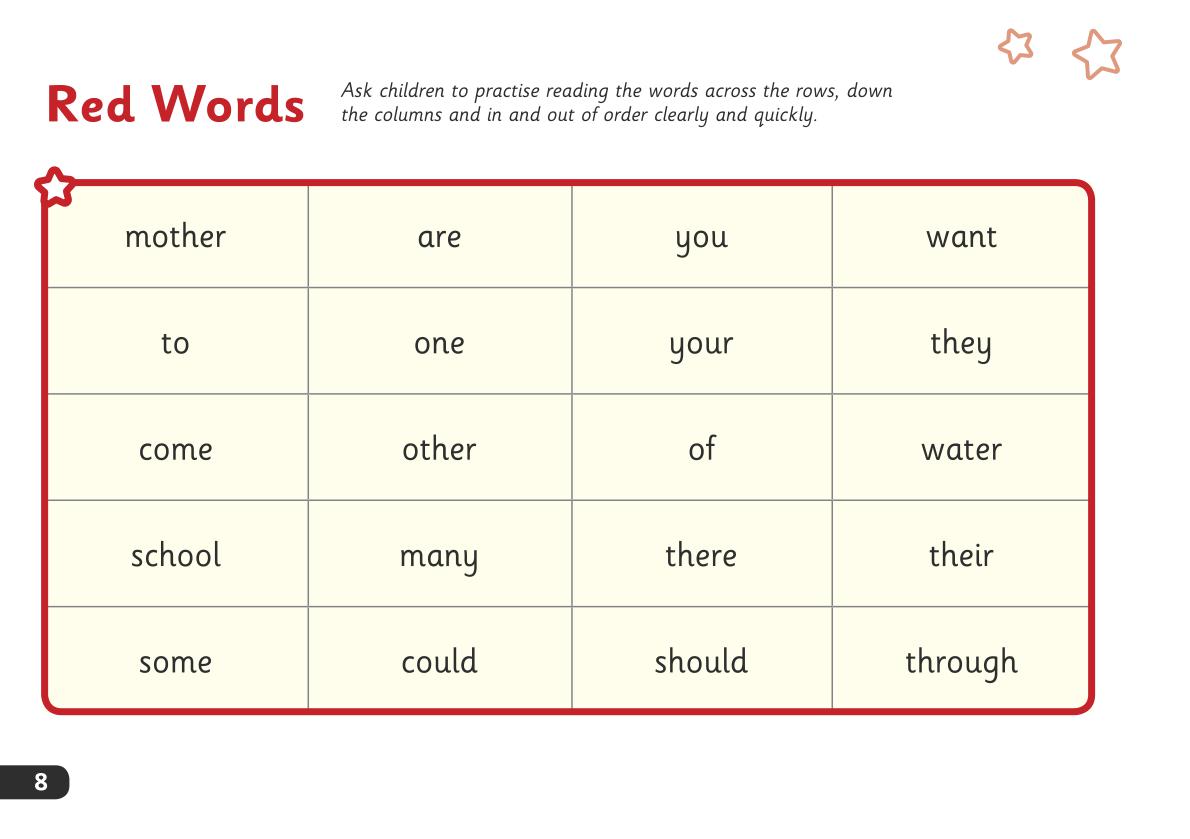 Red Words
Ask children to practise reading the words across the rows, down
the columns and in and out of order clearly and quickly.
mother are you want
to one your they
come other of water
school many there their
some could should through
8